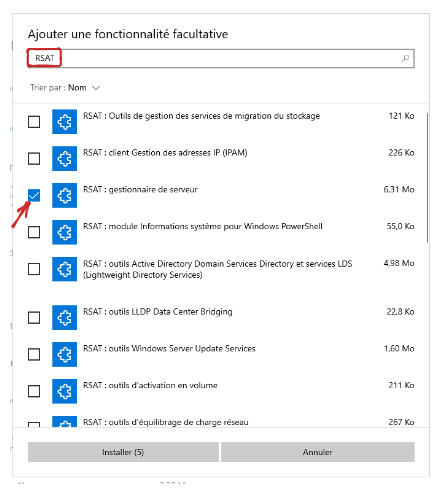 Ajouter une fonctionnalité facultative
RSAT
Trier par : Nom
RSAT : Outils de gestion des services de migration du stockage 121 Ko
RSAT : client Gestion des adresses IP (IPAM) 226 Ko
RSAT : gestionnaire de serveur 6,31 Mo
RSAT : module Informations système pour Windows PowerShell 55,0 Ko
RSAT : outils Active Directory Domain Services Directory et services LDS 4,98 Mo
(Lightweight Directory Services)
RSAT : outils LLDP Data Center Bridging 22,8 Ko
RSAT : outils Windows Server Update Services 1,60 Mo
RSAT : outils d'activation en volume 211 Ko
RSAT : outils d'équilibrage de charge réseau 267 Ko
Installer (5) Annuler